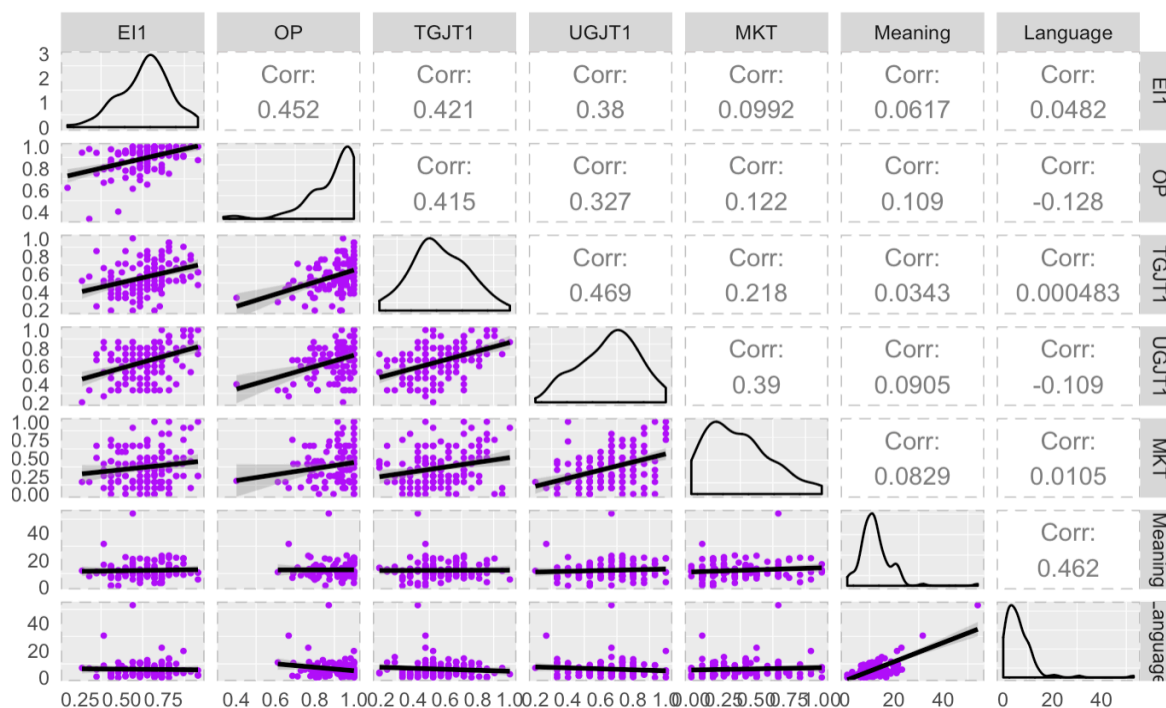 EI1 OP TGJT1 UGJT1 MKT Meaning Language
3
2
1
0
Corr: Corr: Corr: Corr: Corr: Corr:
0.452 0.421 0.38 0.0992 0.0617 0.0482
EI1
1.0
0.8
0.6
0.4
Corr: Corr: Corr: Corr: Corr:
0.415 0.327 0.122 0.109 -0.128
OP
1.0
0.8
0.6
0.4
0.2
Corr: Corr: Corr: Corr:
0.469 0.218 0.0343 0.000483
TGJT1
1.0
0.8
0.6
0.4
0.2
Corr: Corr: Corr:
0.39 0.0905 -0.109
UGJT1
1.00
0.75
0.50
0.25
0.00
Corr: Corr:
0.0829 0.0105
MKT
40
20
0
Corr:
0.462
Meaning
40
20
0
Language
0.25 0.50 0.75 0.4 0.6 0.8 1.0 0.2 0.4 0.6 0.8 1.0 0.2 0.4 0.6 0.8 1.0 0.00 0.25 0.50 0.75 1.00 0 20 40 0 20 40